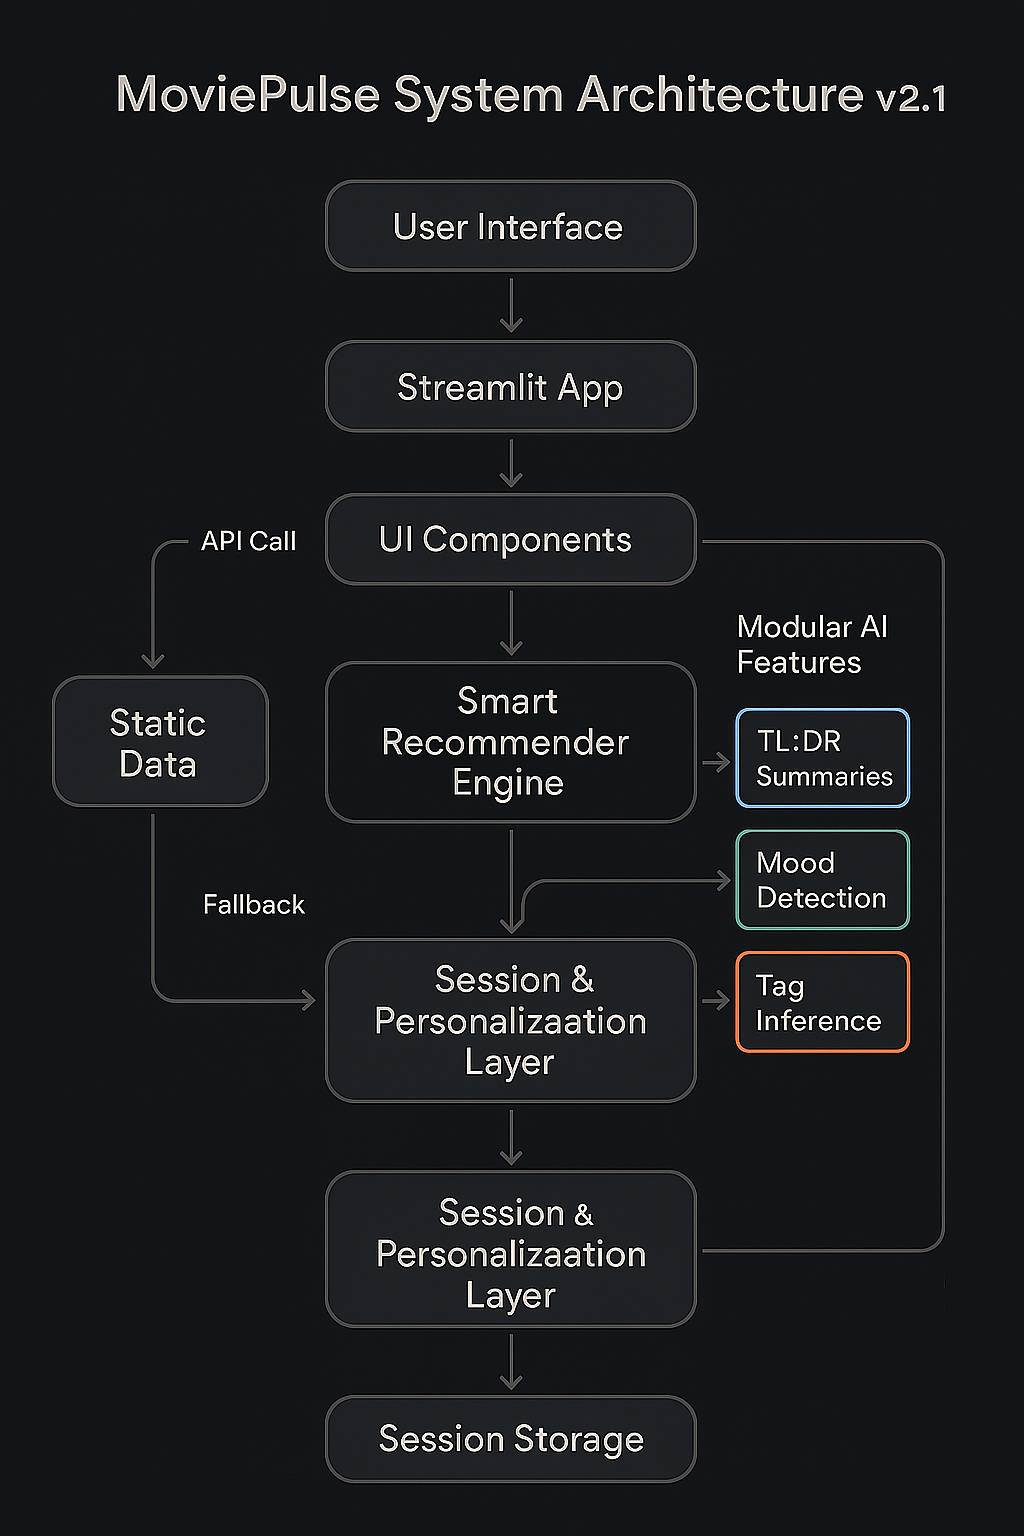 MoviePulse System Architecture v2.1
User Interface
Streamlit App
API Call
UI Components
Modular AI
Features
Static
Data
Smart
Recommender
Engine
TL:DR
Summaries
Mood
Detection
Fallback
Session &
Personalizaation
Layer
Tag
Inference
Session &
Personalizaation
Layer
Session Storage